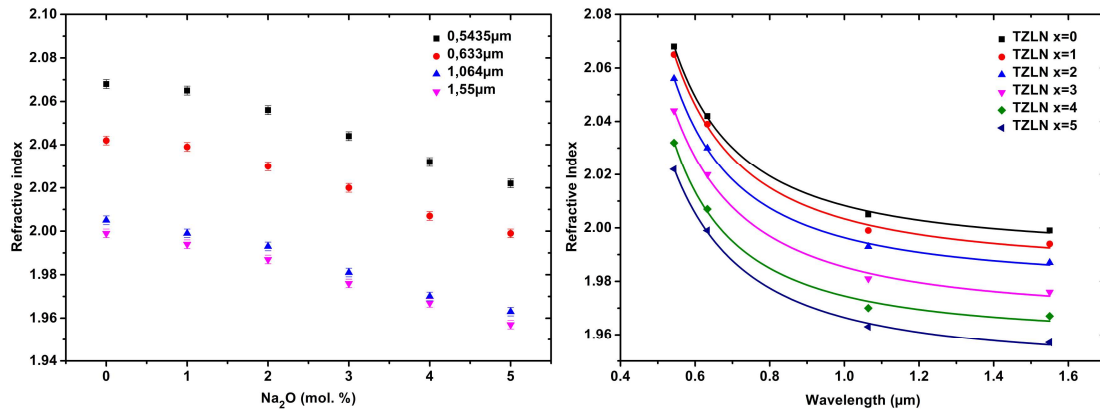 2.10
2.08
2.06
2.04
2.02
2.00
1.98
1.96
1.94
Refractive index
0 1 2 3 4 5
Na₂O (mol. %)
0,5435µm
0,633µm
1,064µm
1,55µm
2.08
2.06
2.04
2.02
2.00
1.98
1.96
Refractive Index
0.4 0.6 0.8 1.0 1.2 1.4 1.6
Wavelength (µm)
TZLN x=0
TZLN x=1
TZLN x=2
TZLN x=3
TZLN x=4
TZLN x=5